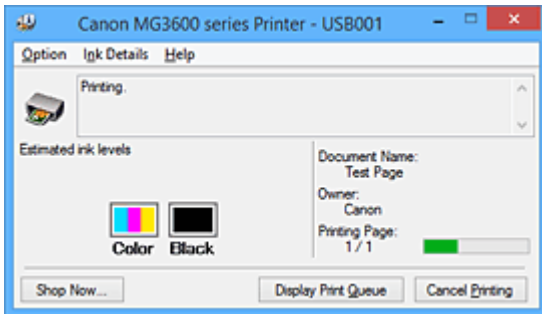 Canon MG3600 series Printer - USB001
Option Ink Details Help
Printing.
Estimated ink levels
Document Name:
Test Page
Owner:
Canon
Printing Page:
1 / 1
Color Black
Shop Now... Display Print Queue Cancel Printing